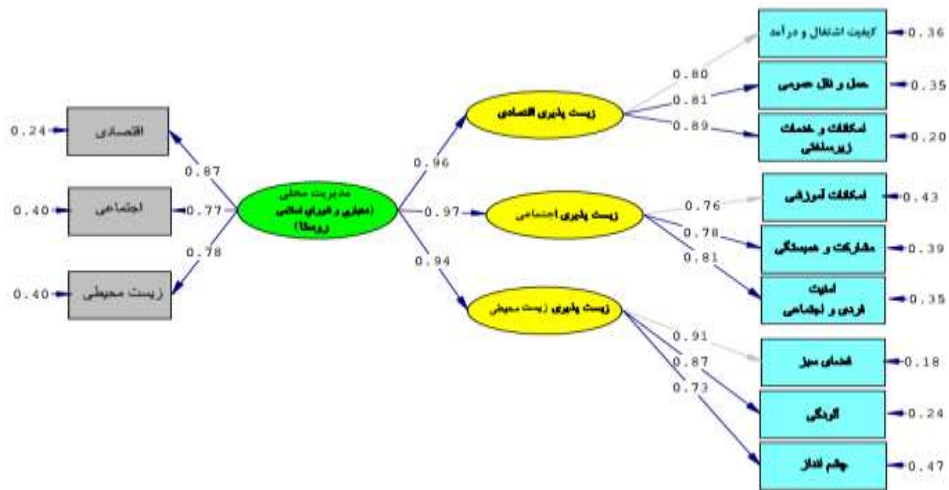 کیفیت اشتغال و درآمد
0.36
0.80
حمل و نقل عمومی
0.35
0.81
زیست پذیری اقتصادی
0.24
اقتصادی
امکانات و خدمات
زیرساختی
0.20
0.89
0.87
0.96
مدیریت محلی
(دهیاری و شورای اسلامی
روستا)
0.40
اجتماعی
0.77
0.97
زیست پذیری اجتماعی
0.76
امکانات آموزشی
0.43
0.78
مشارکت و همبستگی
0.39
0.81
0.78
0.94
0.40
زیست محیطی
امنیت
فردی و اجتماعی
0.35
زیست پذیری زیست محیطی
0.91
فضای سبز
0.18
0.87
0.73
آلودگی
0.24
چشم انداز
0.47